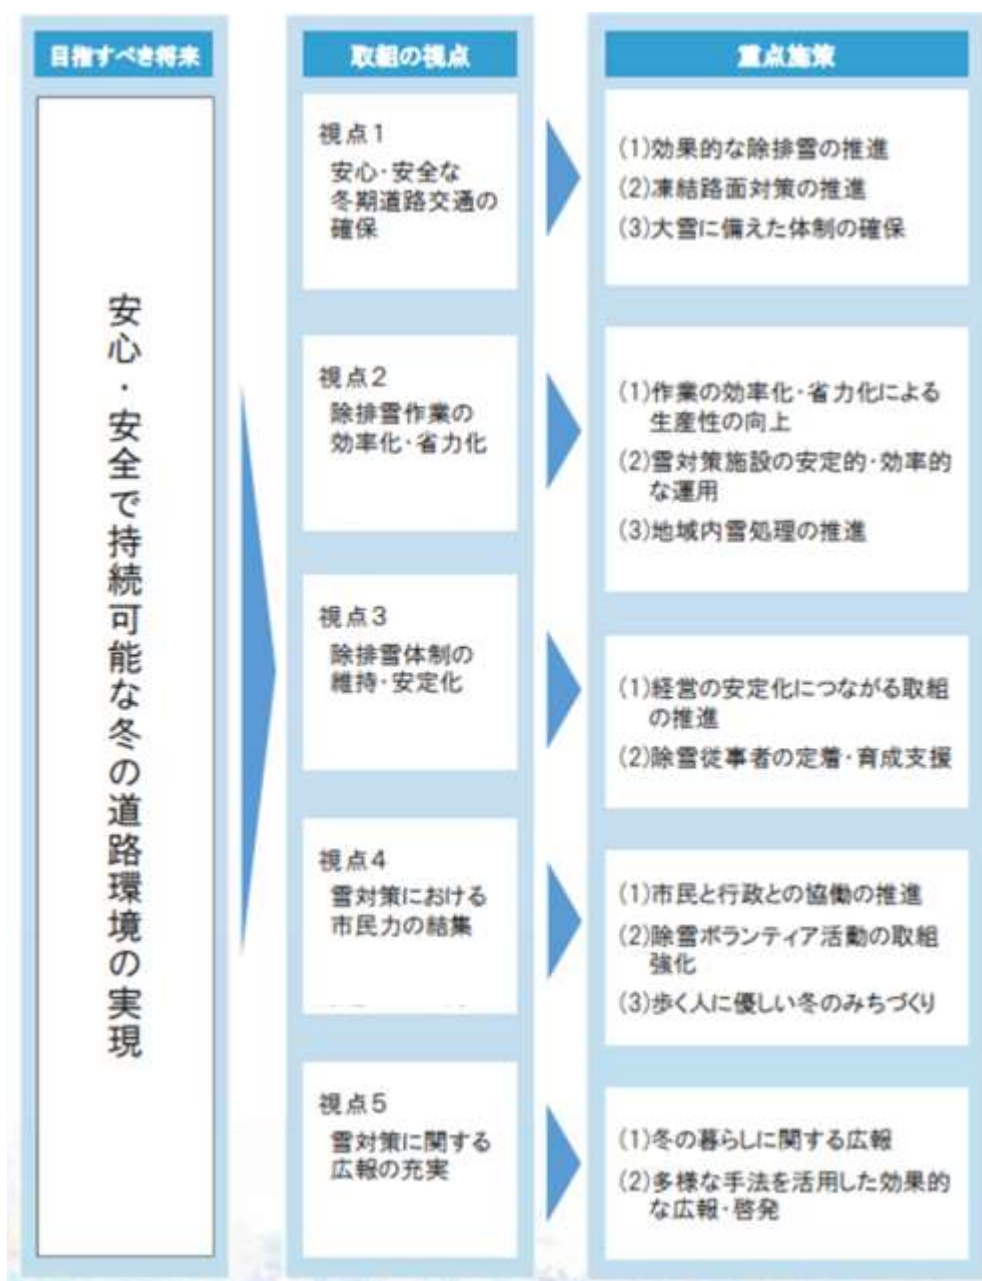 目指すべき将来
取組の視点
重点施策
安心・安全で持続可能な冬の道路環境の実現
視点1
安心・安全な
冬期道路交通の
確保
(1)効果的な除排雪の推進
(2)凍結路面対策の推進
(3)大雪に備えた体制の確保
視点2
除排雪作業の
効率化・省力化
(1)作業の効率化・省力化による
生産性の向上
(2)雪対策施設の安定的・効率的
な運用
(3)地域内雪処理の推進
視点3
除排雪体制の
維持・安定化
(1)経営の安定化につながる取組
の推進
(2)除雪従事者の定着・育成支援
視点4
雪対策における
市民力の結集
(1)市民と行政との協働の推進
(2)除雪ボランティア活動の取組
強化
(3)歩く人に優しい冬のみちづくり
視点5
雪対策に関する
広報の充実
(1)冬の暮らしに関する広報
(2)多様な手法を活用した効果的
な広報・啓発